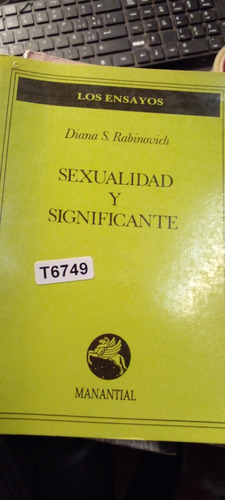 LOS ENSAYOS
Diana S. Rabinovich
SEXUALIDAD
Y
SIGNIFICANTE
T6749
MANANTIAL